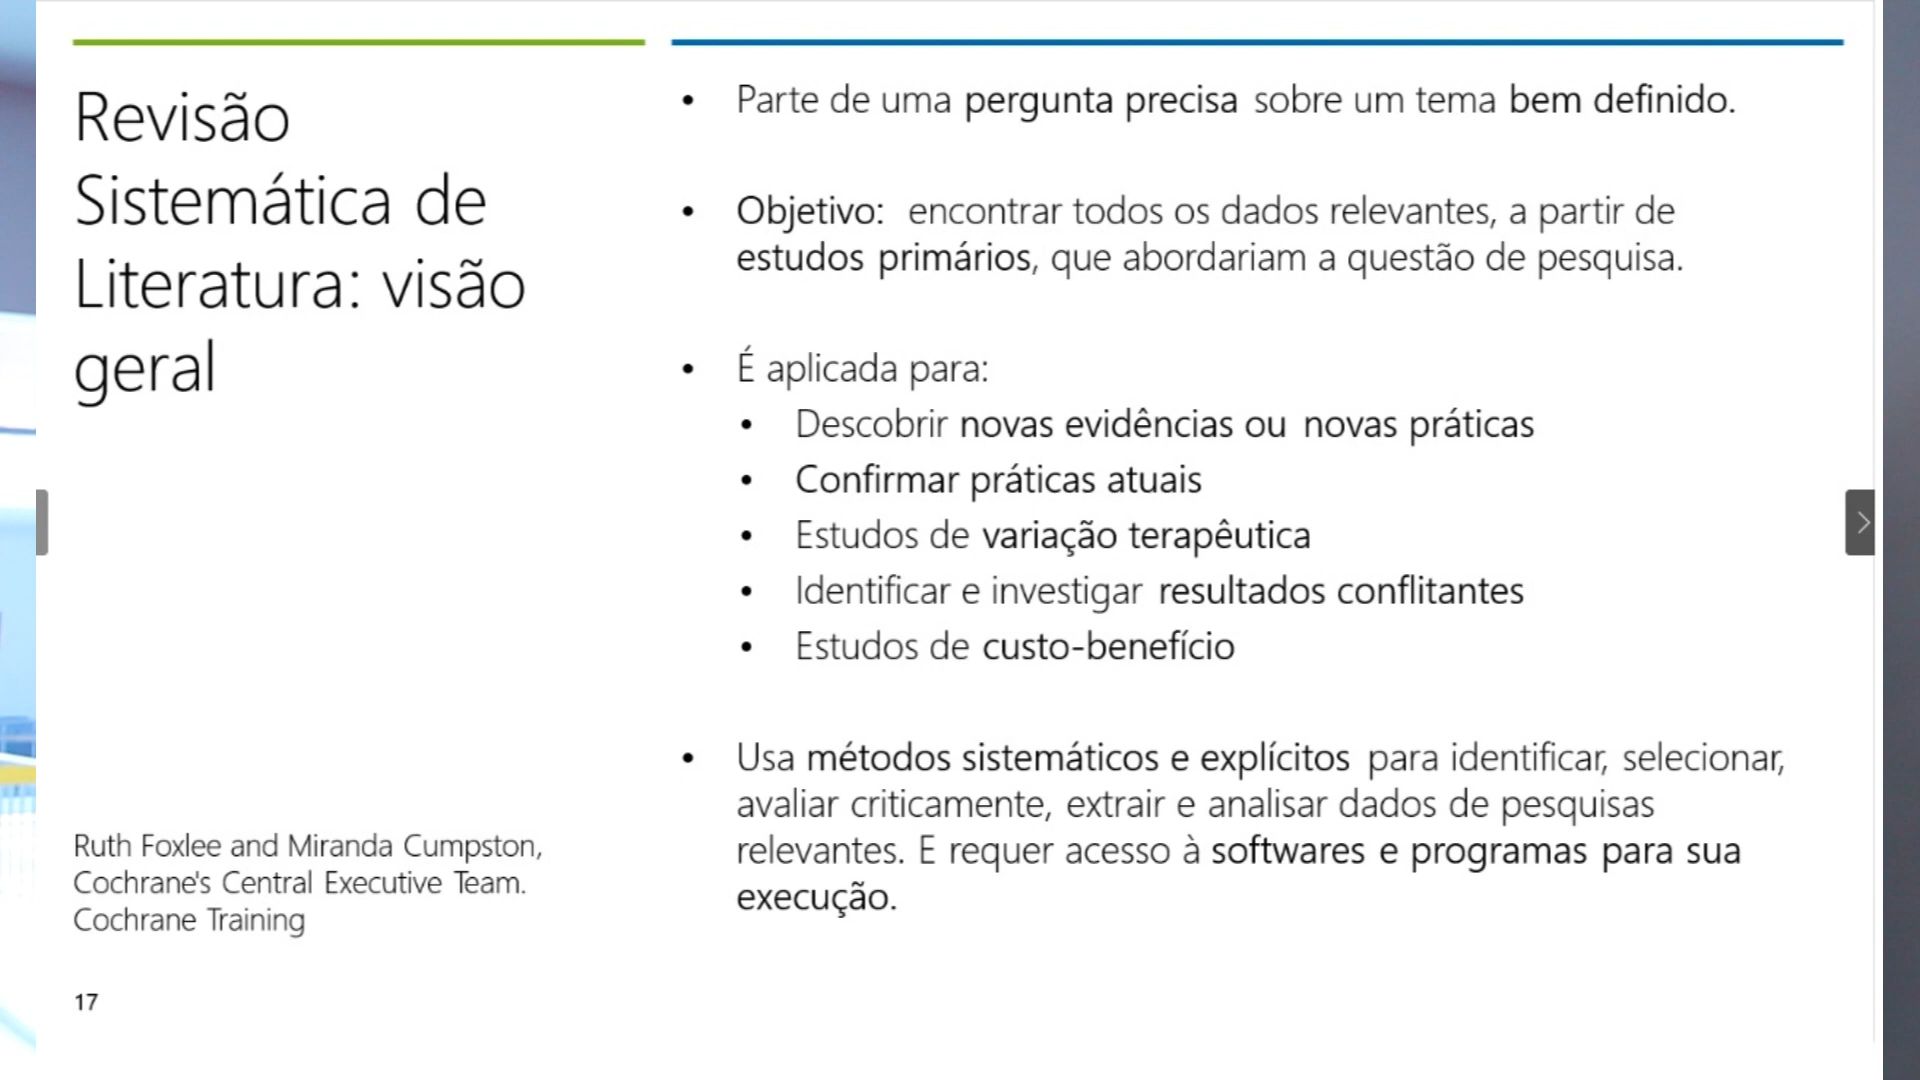 Revisão
Sistemática de
Literatura: visão
geral
Ruth Foxlee and Miranda Cumpston,
Cochrane's Central Executive Team.
Cochrane Training
17
• Parte de uma pergunta precisa sobre um tema bem definido.
• Objetivo: encontrar todos os dados relevantes, a partir de
estudos primários, que abordariam a questão de pesquisa.
• É aplicada para:
• Descobrir novas evidências ou novas práticas
• Confirmar práticas atuais
• Estudos de variação terapêutica
• Identificar e investigar resultados conflitantes
• Estudos de custo-benefício
• Usa métodos sistemáticos e explícitos para identificar, selecionar,
avaliar criticamente, extrair e analisar dados de pesquisas
relevantes. E requer acesso à softwares e programas para sua
execução.